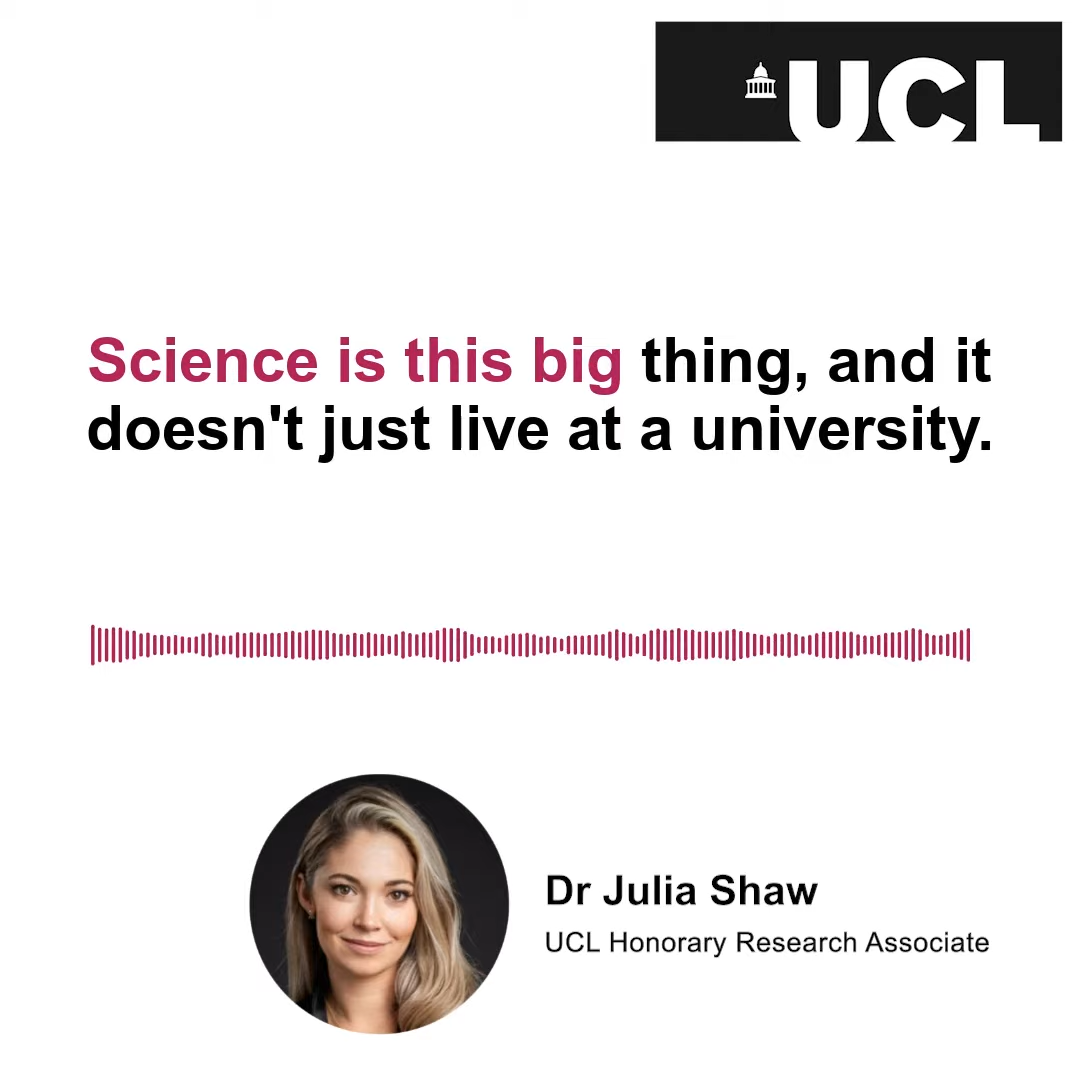 UCL
Science is this big thing, and it
doesn't just live at a university.
Dr Julia Shaw
UCL Honorary Research Associate